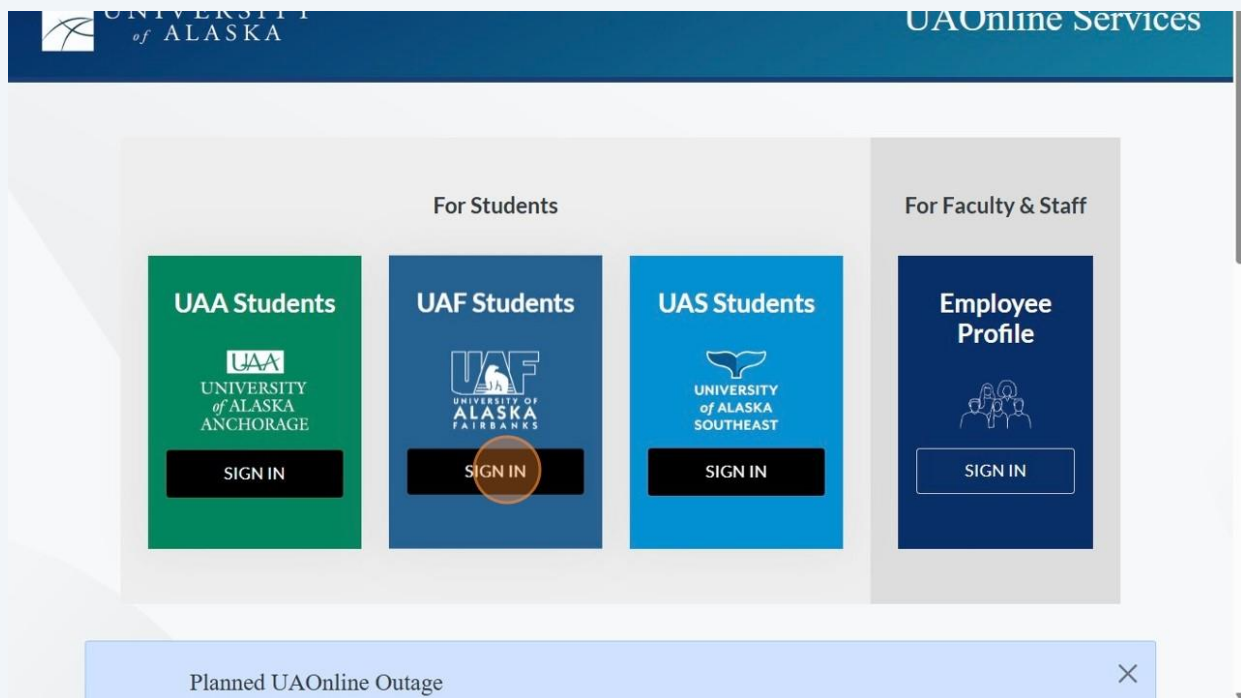 UNIVERSITY
of ALASKA
UAOnline Services
For Students
For Faculty & Staff
UAA Students
UAA
UNIVERSITY
of ALASKA
ANCHORAGE
SIGN IN
UAF Students
UAF
UNIVERSITY OF
ALASKA
FAIRBANKS
SIGN IN
UAS Students
UNIVERSITY
of ALASKA
SOUTHEAST
SIGN IN
Employee
Profile
SIGN IN
Planned UAOnline Outage